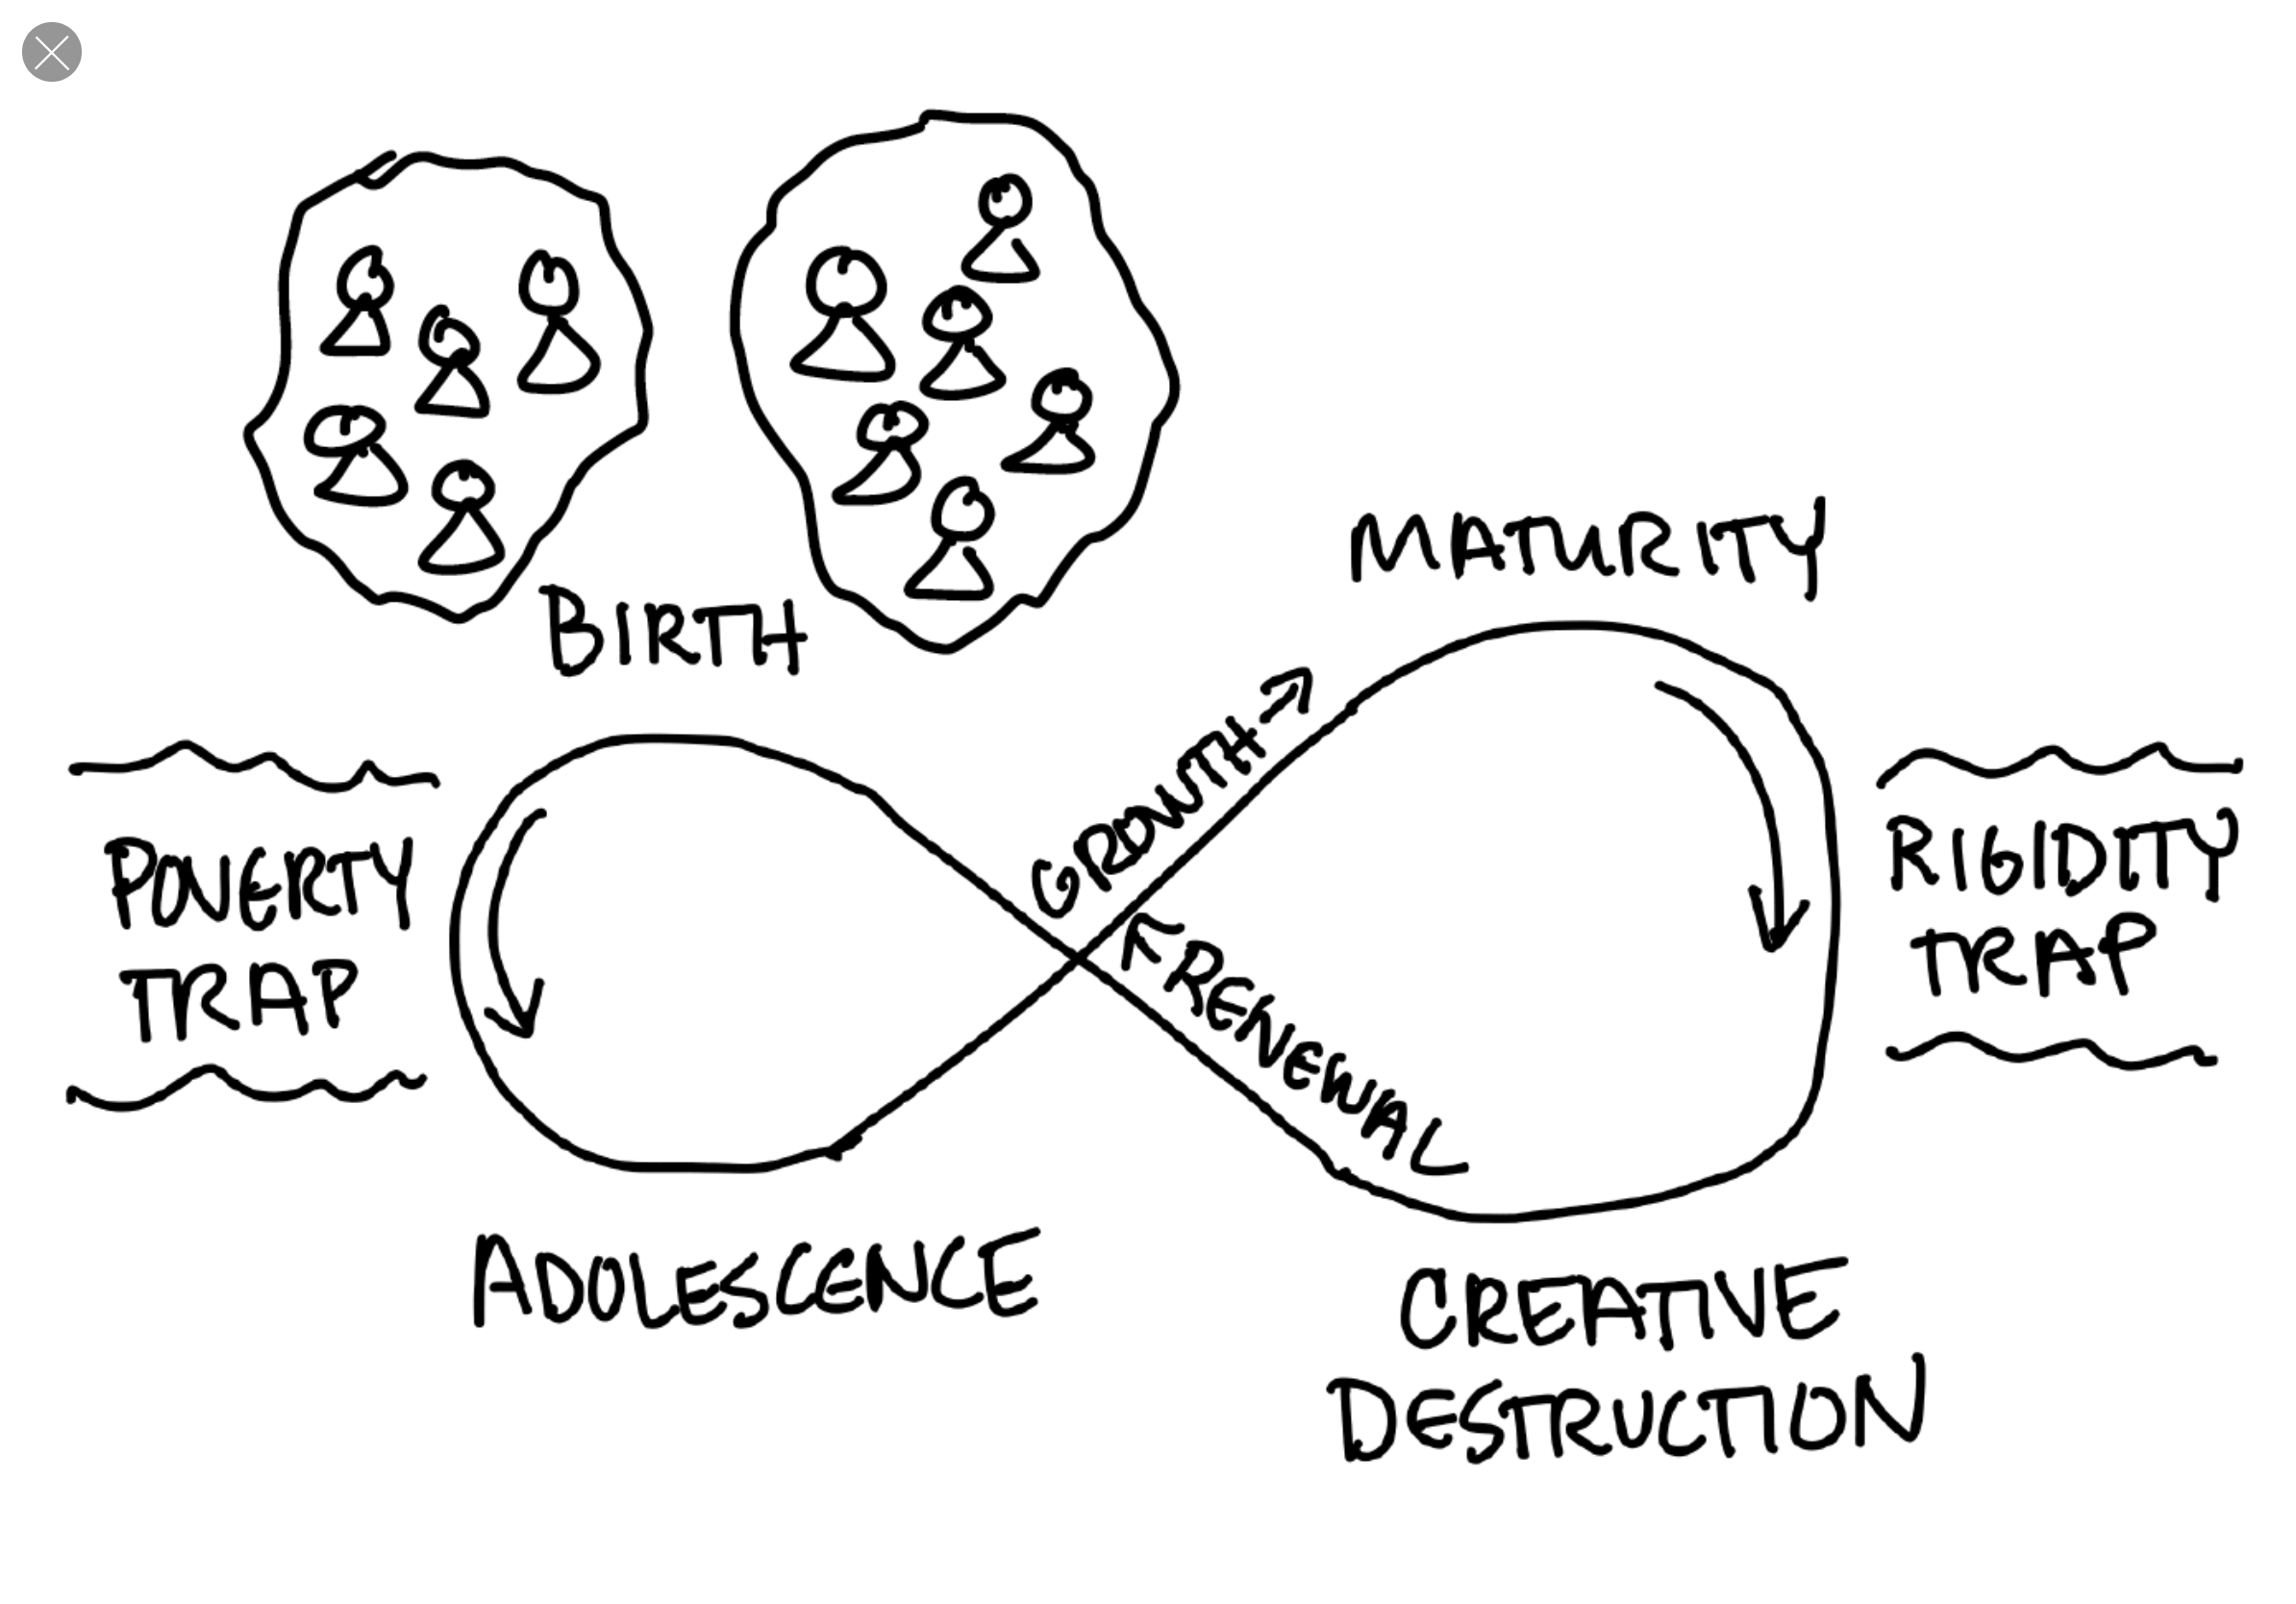 BIRTH
MATURITY
GROWTH →
POVERTY
TRAP
RIGIDITY
TRAP
← RENEWAL
ADOLESCENCE
CREATIVE
DESTRUCTION